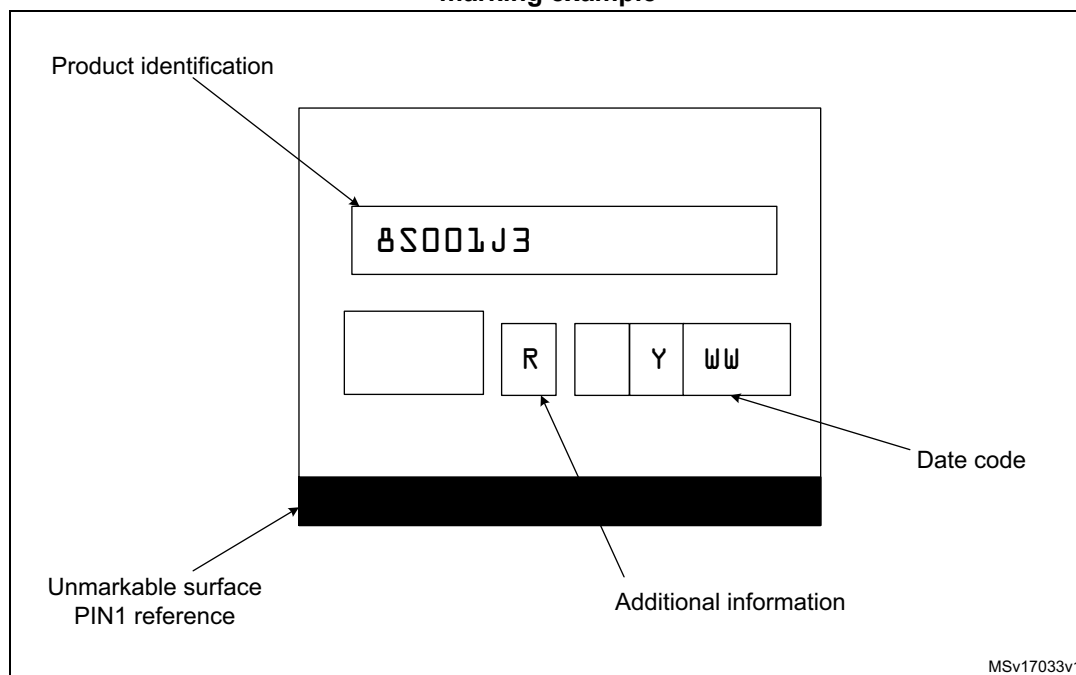 marking example
Product identification
8S001J3
R Y WW
Date code
Unmarkable surface
PIN1 reference
Additional information
MSv17033v1